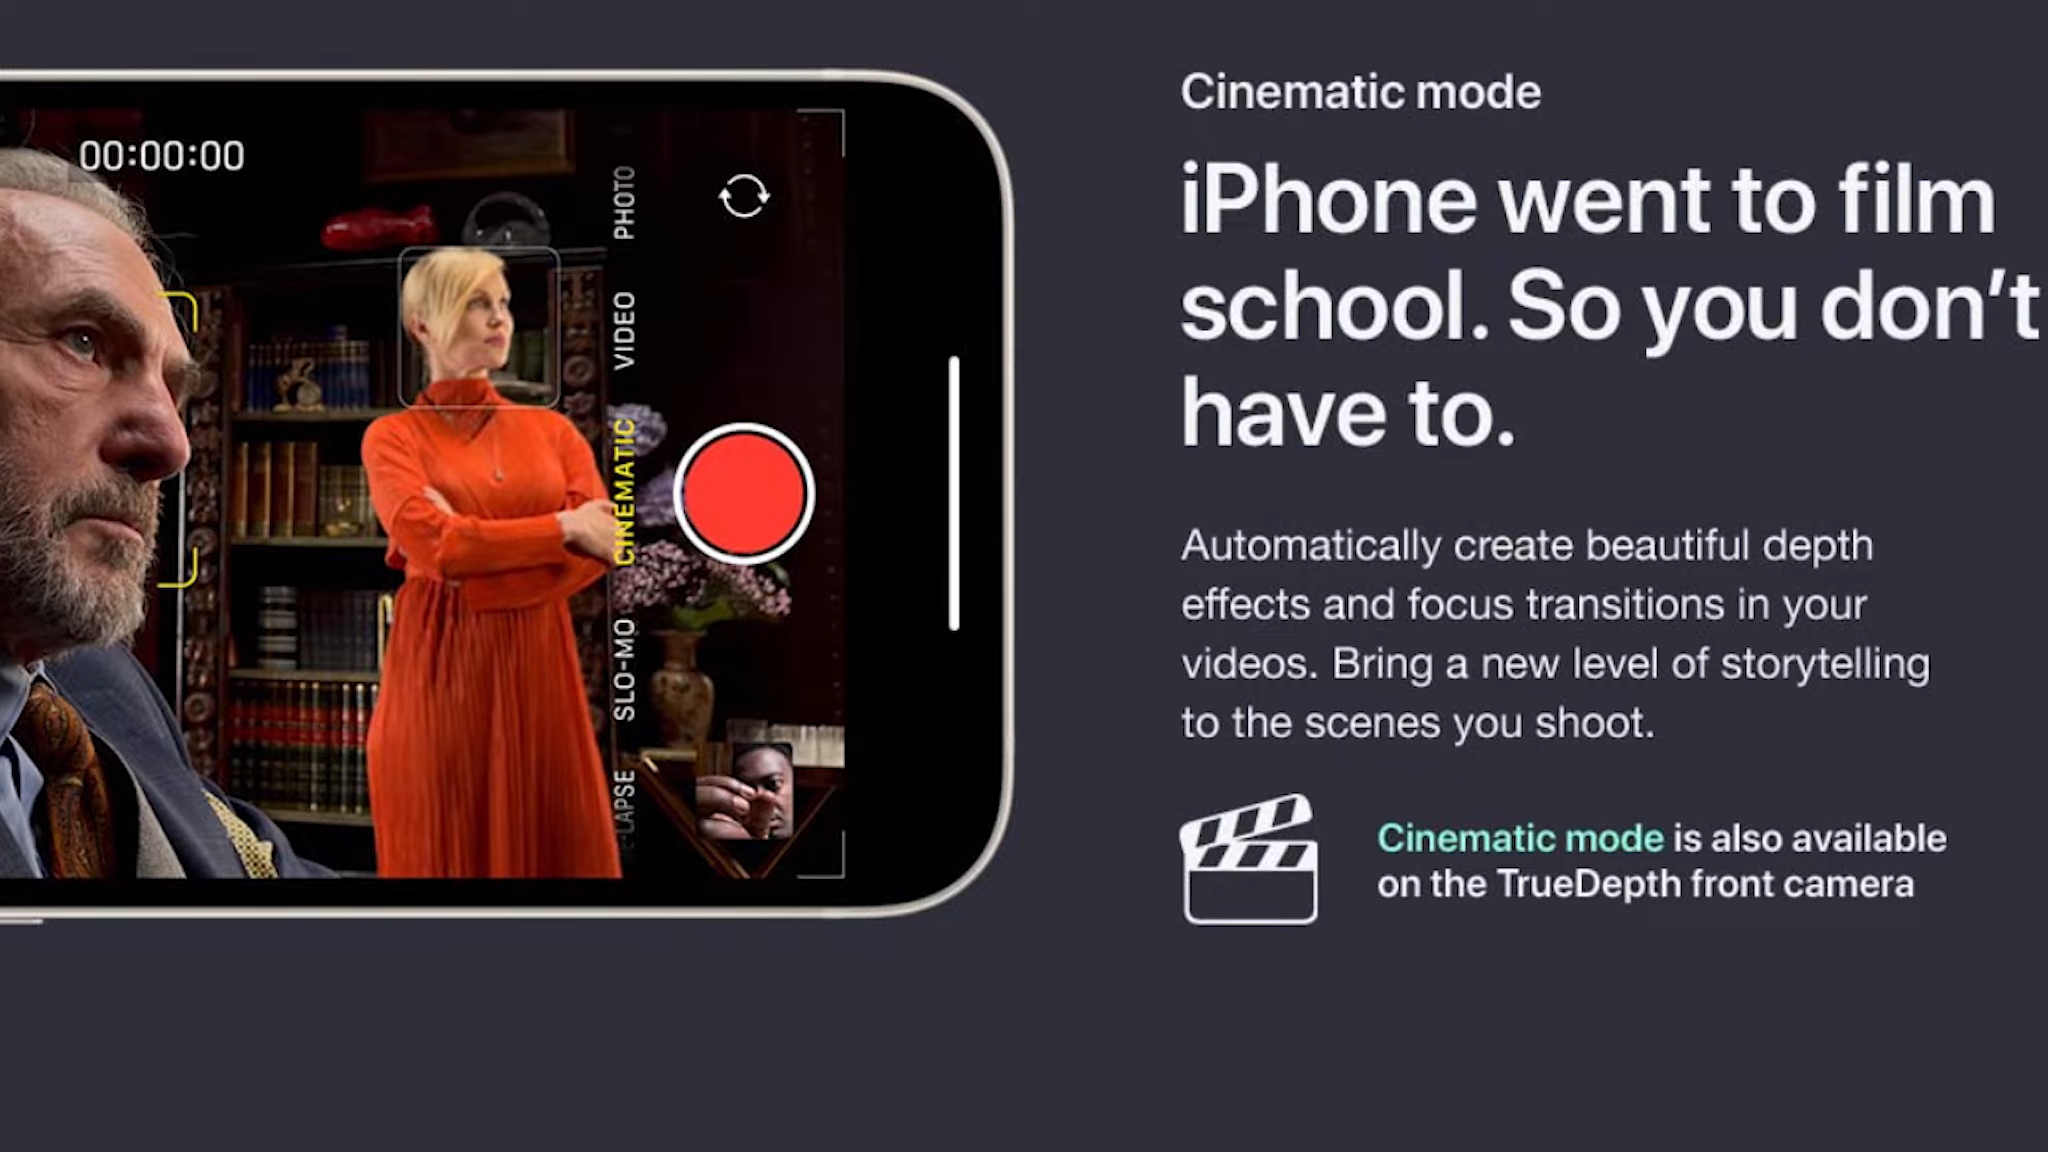 00:00:00
PHOTO
VIDEO
CINEMATIC
SLO-MO
E-LAPSE
Cinematic mode
iPhone went to film
school. So you don’t
have to.
Automatically create beautiful depth
effects and focus transitions in your
videos. Bring a new level of storytelling
to the scenes you shoot.
Cinematic mode is also available
on the TrueDepth front camera